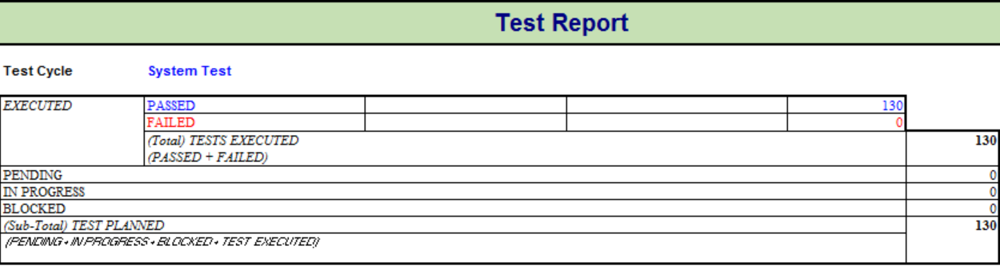 Test Report
Test Cycle System Test
EXECUTED PASSED 130
FAILED 0
(Total) TESTS EXECUTED 130
(PASSED + FAILED)
PENDING 0
IN PROGRESS 0
BLOCKED 0
(Sub-Total) TEST PLANNED 130
(PENDING + IN PROGRESS + BLOCKED + TEST EXECUTED))